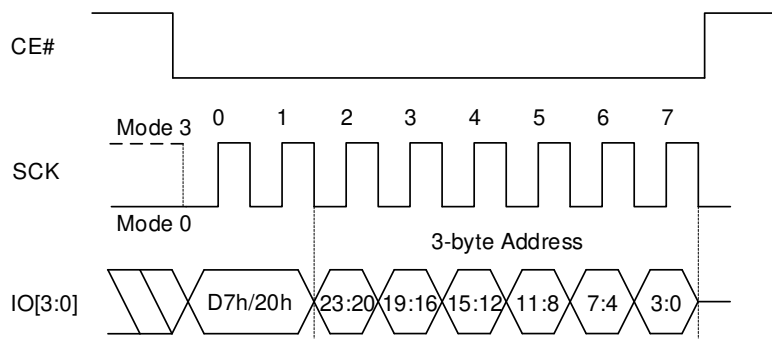 CE#
0 1 2 3 4 5 6 7
Mode 3
SCK
Mode 0
3-byte Address
IO[3:0] D7h/20h 23:20 19:16 15:12 11:8 7:4 3:0